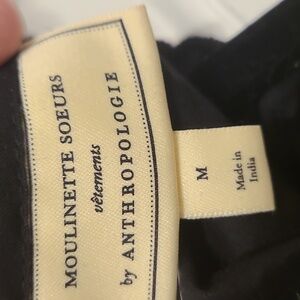 MOULINETTE SOEURS
vêtements
by ANTHROPOLOGIE
M
Made in
India